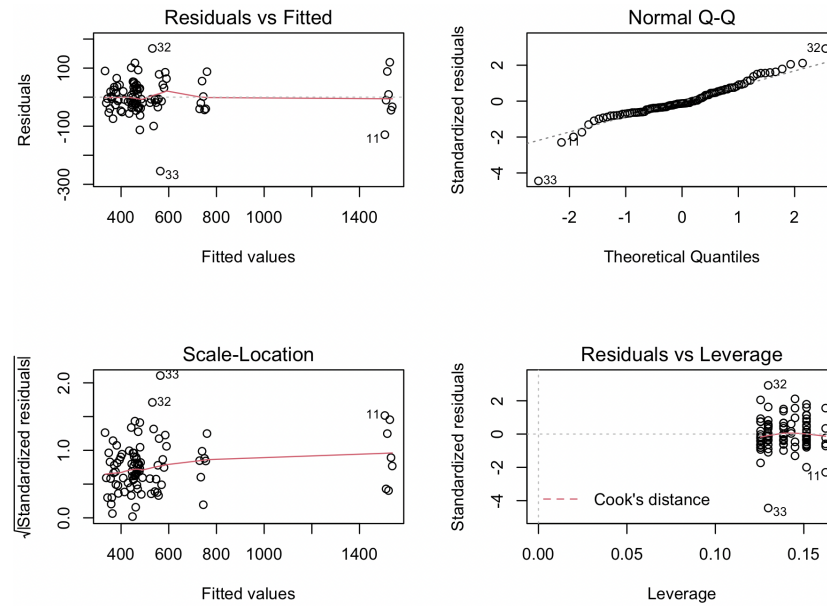 Residuals vs Fitted
Residuals
100
-100
-300
32
11
33
400 600 800 1000 1400
Fitted values
Normal Q-Q
Standardized residuals
2
0
-2
-4
32
11
33
-2 -1 0 1 2
Theoretical Quantiles
Scale-Location
√|Standardized residuals|
2.0
1.0
0.0
33
32
11
400 600 800 1000 1400
Fitted values
Residuals vs Leverage
Standardized residuals
2
0
-2
-4
32
11
33
Cook's distance
0.00 0.05 0.10 0.15
Leverage